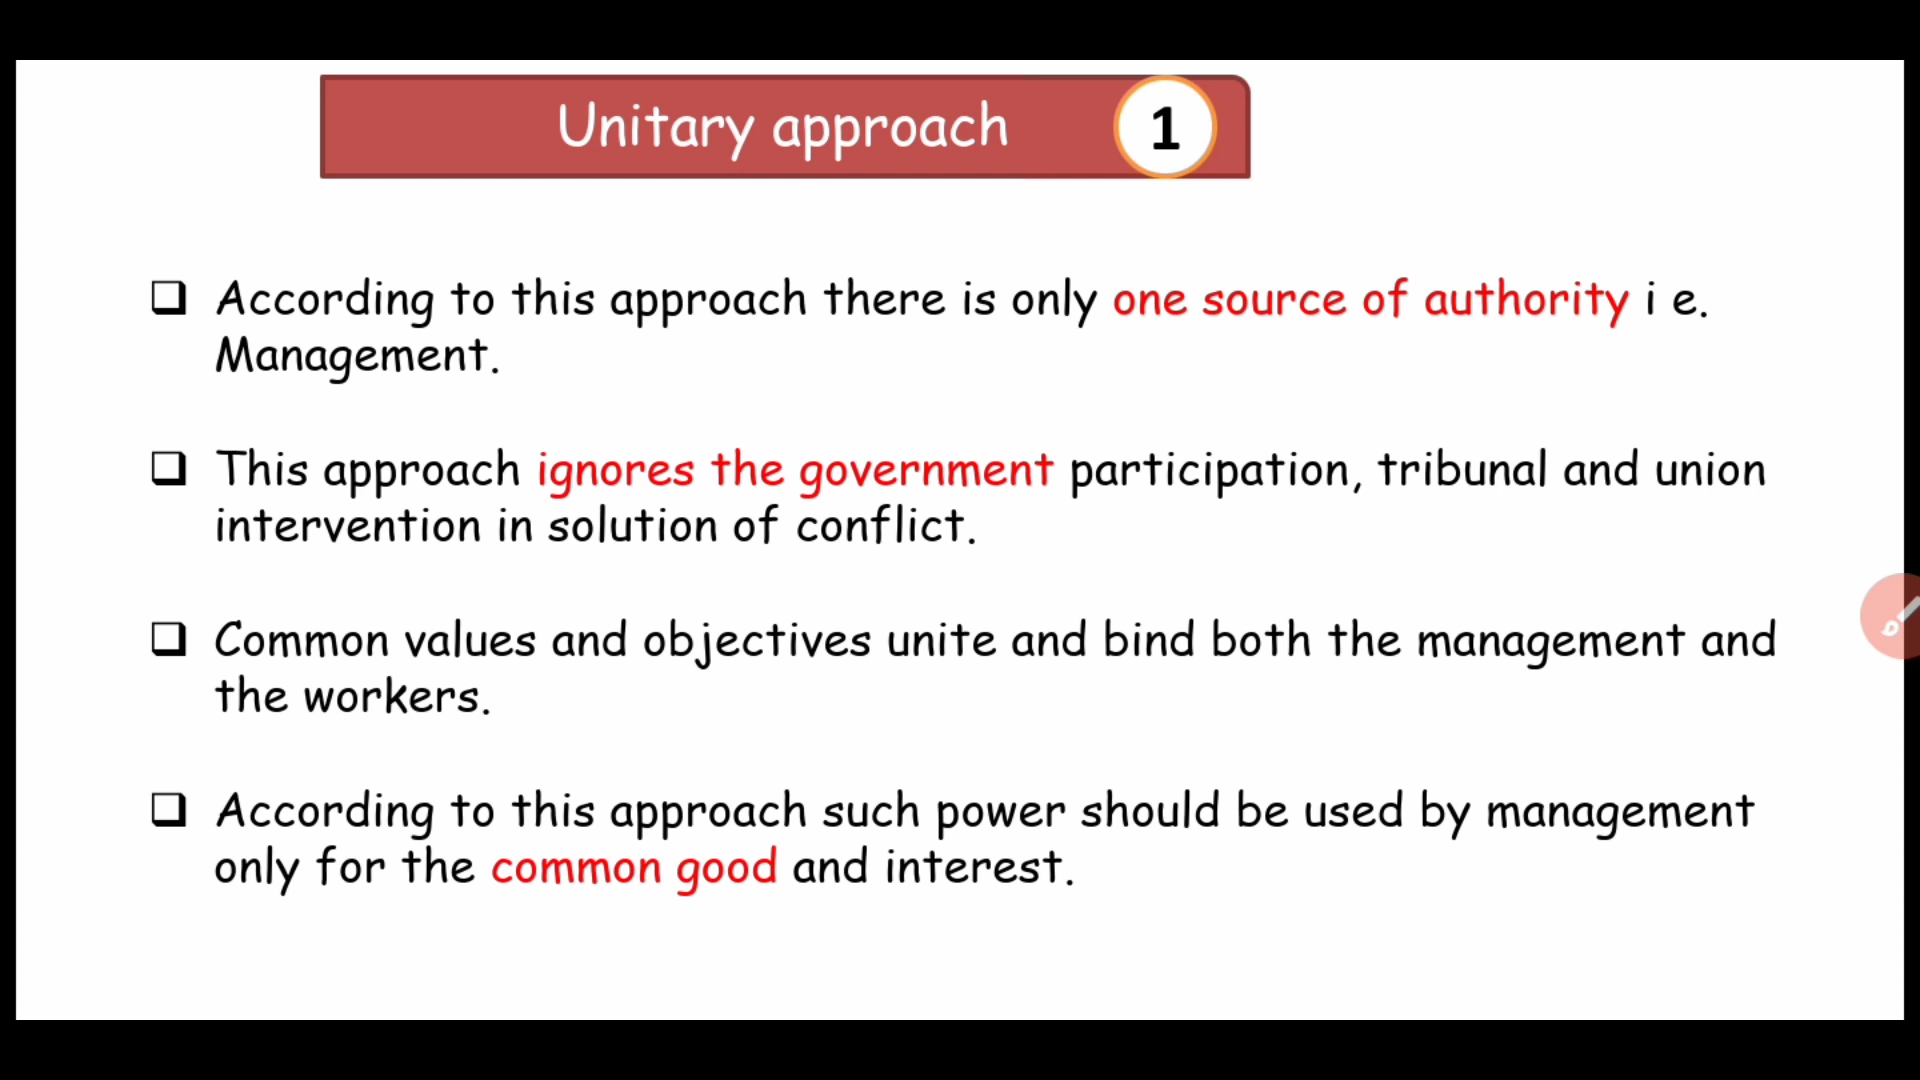 Unitary approach
1
According to this approach there is only one source of authority i e.
Management.
This approach ignores the government participation, tribunal and union
intervention in solution of conflict.
Common values and objectives unite and bind both the management and
the workers.
According to this approach such power should be used by management
only for the common good and interest.